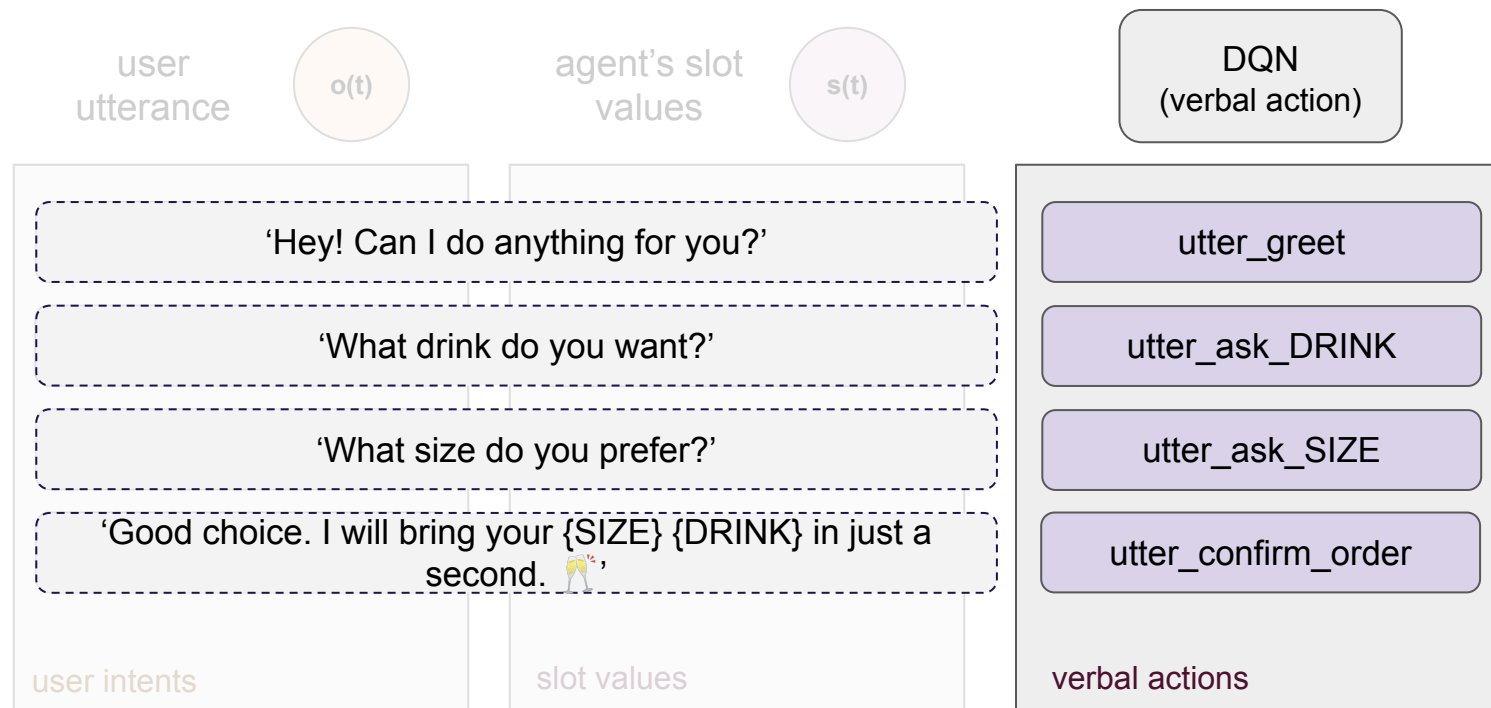 user
utterance
o(t)
agent’s slot
values
s(t)
DQN
(verbal action)
‘Hey! Can I do anything for you?’
utter_greet
‘What drink do you want?’
utter_ask_DRINK
‘What size do you prefer?’
utter_ask_SIZE
‘Good choice. I will bring your {SIZE} {DRINK} in just a
second. 🥂’
utter_confirm_order
user intents
slot values
verbal actions